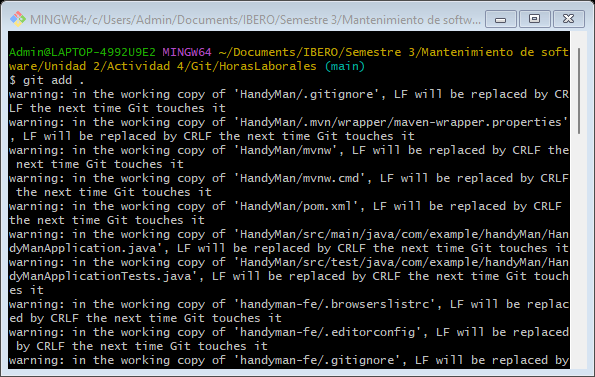 MINGW64:/c/Users/Admin/Documents/IBERO/Semestre 3/Mantenimiento de softw...
Admin@LAPTOP-4992U9E2 MINGW64 ~/Documents/IBERO/Semestre 3/Mantenimiento de soft
ware/Unidad 2/Actividad 4/Git/HorasLaborales (main)
$ git add .
warning: in the working copy of 'HandyMan/.gitignore', LF will be replaced by CR
LF the next time Git touches it
warning: in the working copy of 'HandyMan/.mvn/wrapper/maven-wrapper.properties'
, LF will be replaced by CRLF the next time Git touches it
warning: in the working copy of 'HandyMan/mvnw', LF will be replaced by CRLF the
 next time Git touches it
warning: in the working copy of 'HandyMan/mvnw.cmd', LF will be replaced by CRLF
 the next time Git touches it
warning: in the working copy of 'HandyMan/pom.xml', LF will be replaced by CRLF
the next time Git touches it
warning: in the working copy of 'HandyMan/src/main/java/com/example/handyMan/Han
dyManApplication.java', LF will be replaced by CRLF the next time Git touches it
warning: in the working copy of 'HandyMan/src/test/java/com/example/handyMan/Han
dyManApplicationTests.java', LF will be replaced by CRLF the next time Git touch
es it
warning: in the working copy of 'handyman-fe/.browserslistrc', LF will be replac
ed by CRLF the next time Git touches it
warning: in the working copy of 'handyman-fe/.editorconfig', LF will be replaced
 by CRLF the next time Git touches it
warning: in the working copy of 'handyman-fe/.gitignore', LF will be replaced by